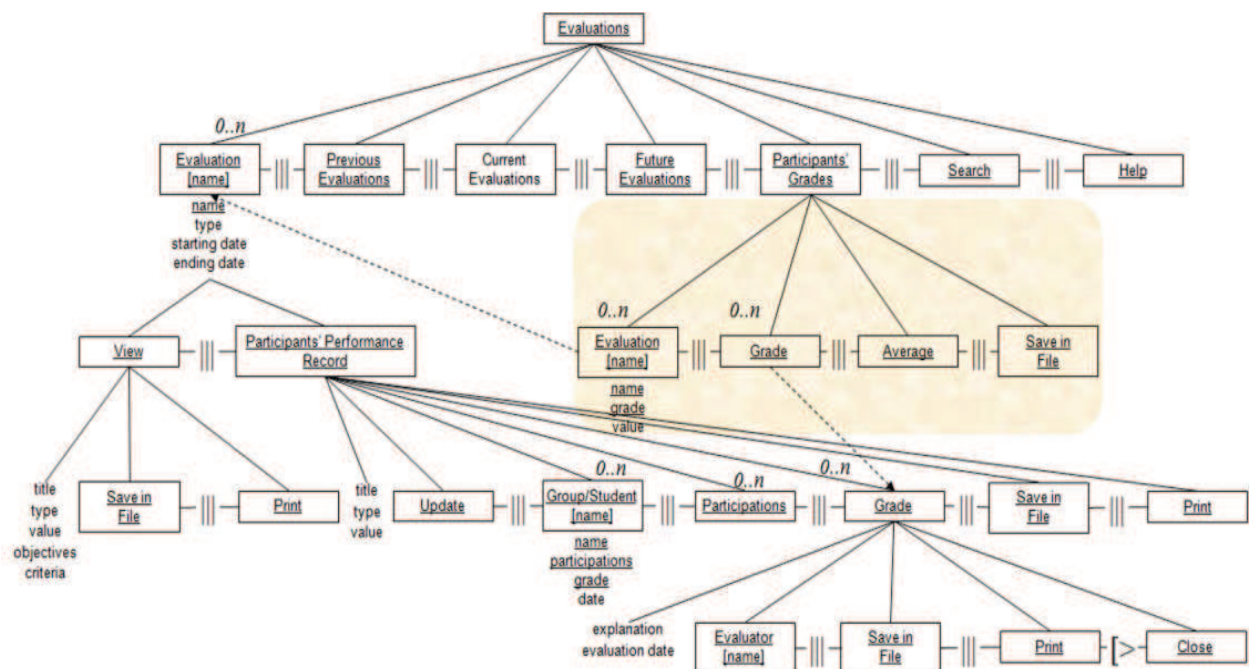 Evaluations
0..n
Evaluation
[name]
|||
Previous
Evaluations
|||
Current
Evaluations
|||
Future
Evaluations
|||
Participants'
Grades
|||
Search
|||
Help
name
type
starting date
ending date
0..n
0..n
View
|||
Participants' Performance
Record
Evaluation
[name]
|||
Grade
|||
Average
|||
Save in
File
name
grade
value
0..n
0..n
0..n
title
type
value
objectives
criteria
Save in
File
|||
Print
title
type
value
Update
|||
Group/Student
[name]
|||
Participations
|||
Grade
|||
Save in
File
|||
Print
name
participations
grade
date
explanation
evaluation date
Evaluator
[name]
|||
Save in
File
|||
Print
[>
Close